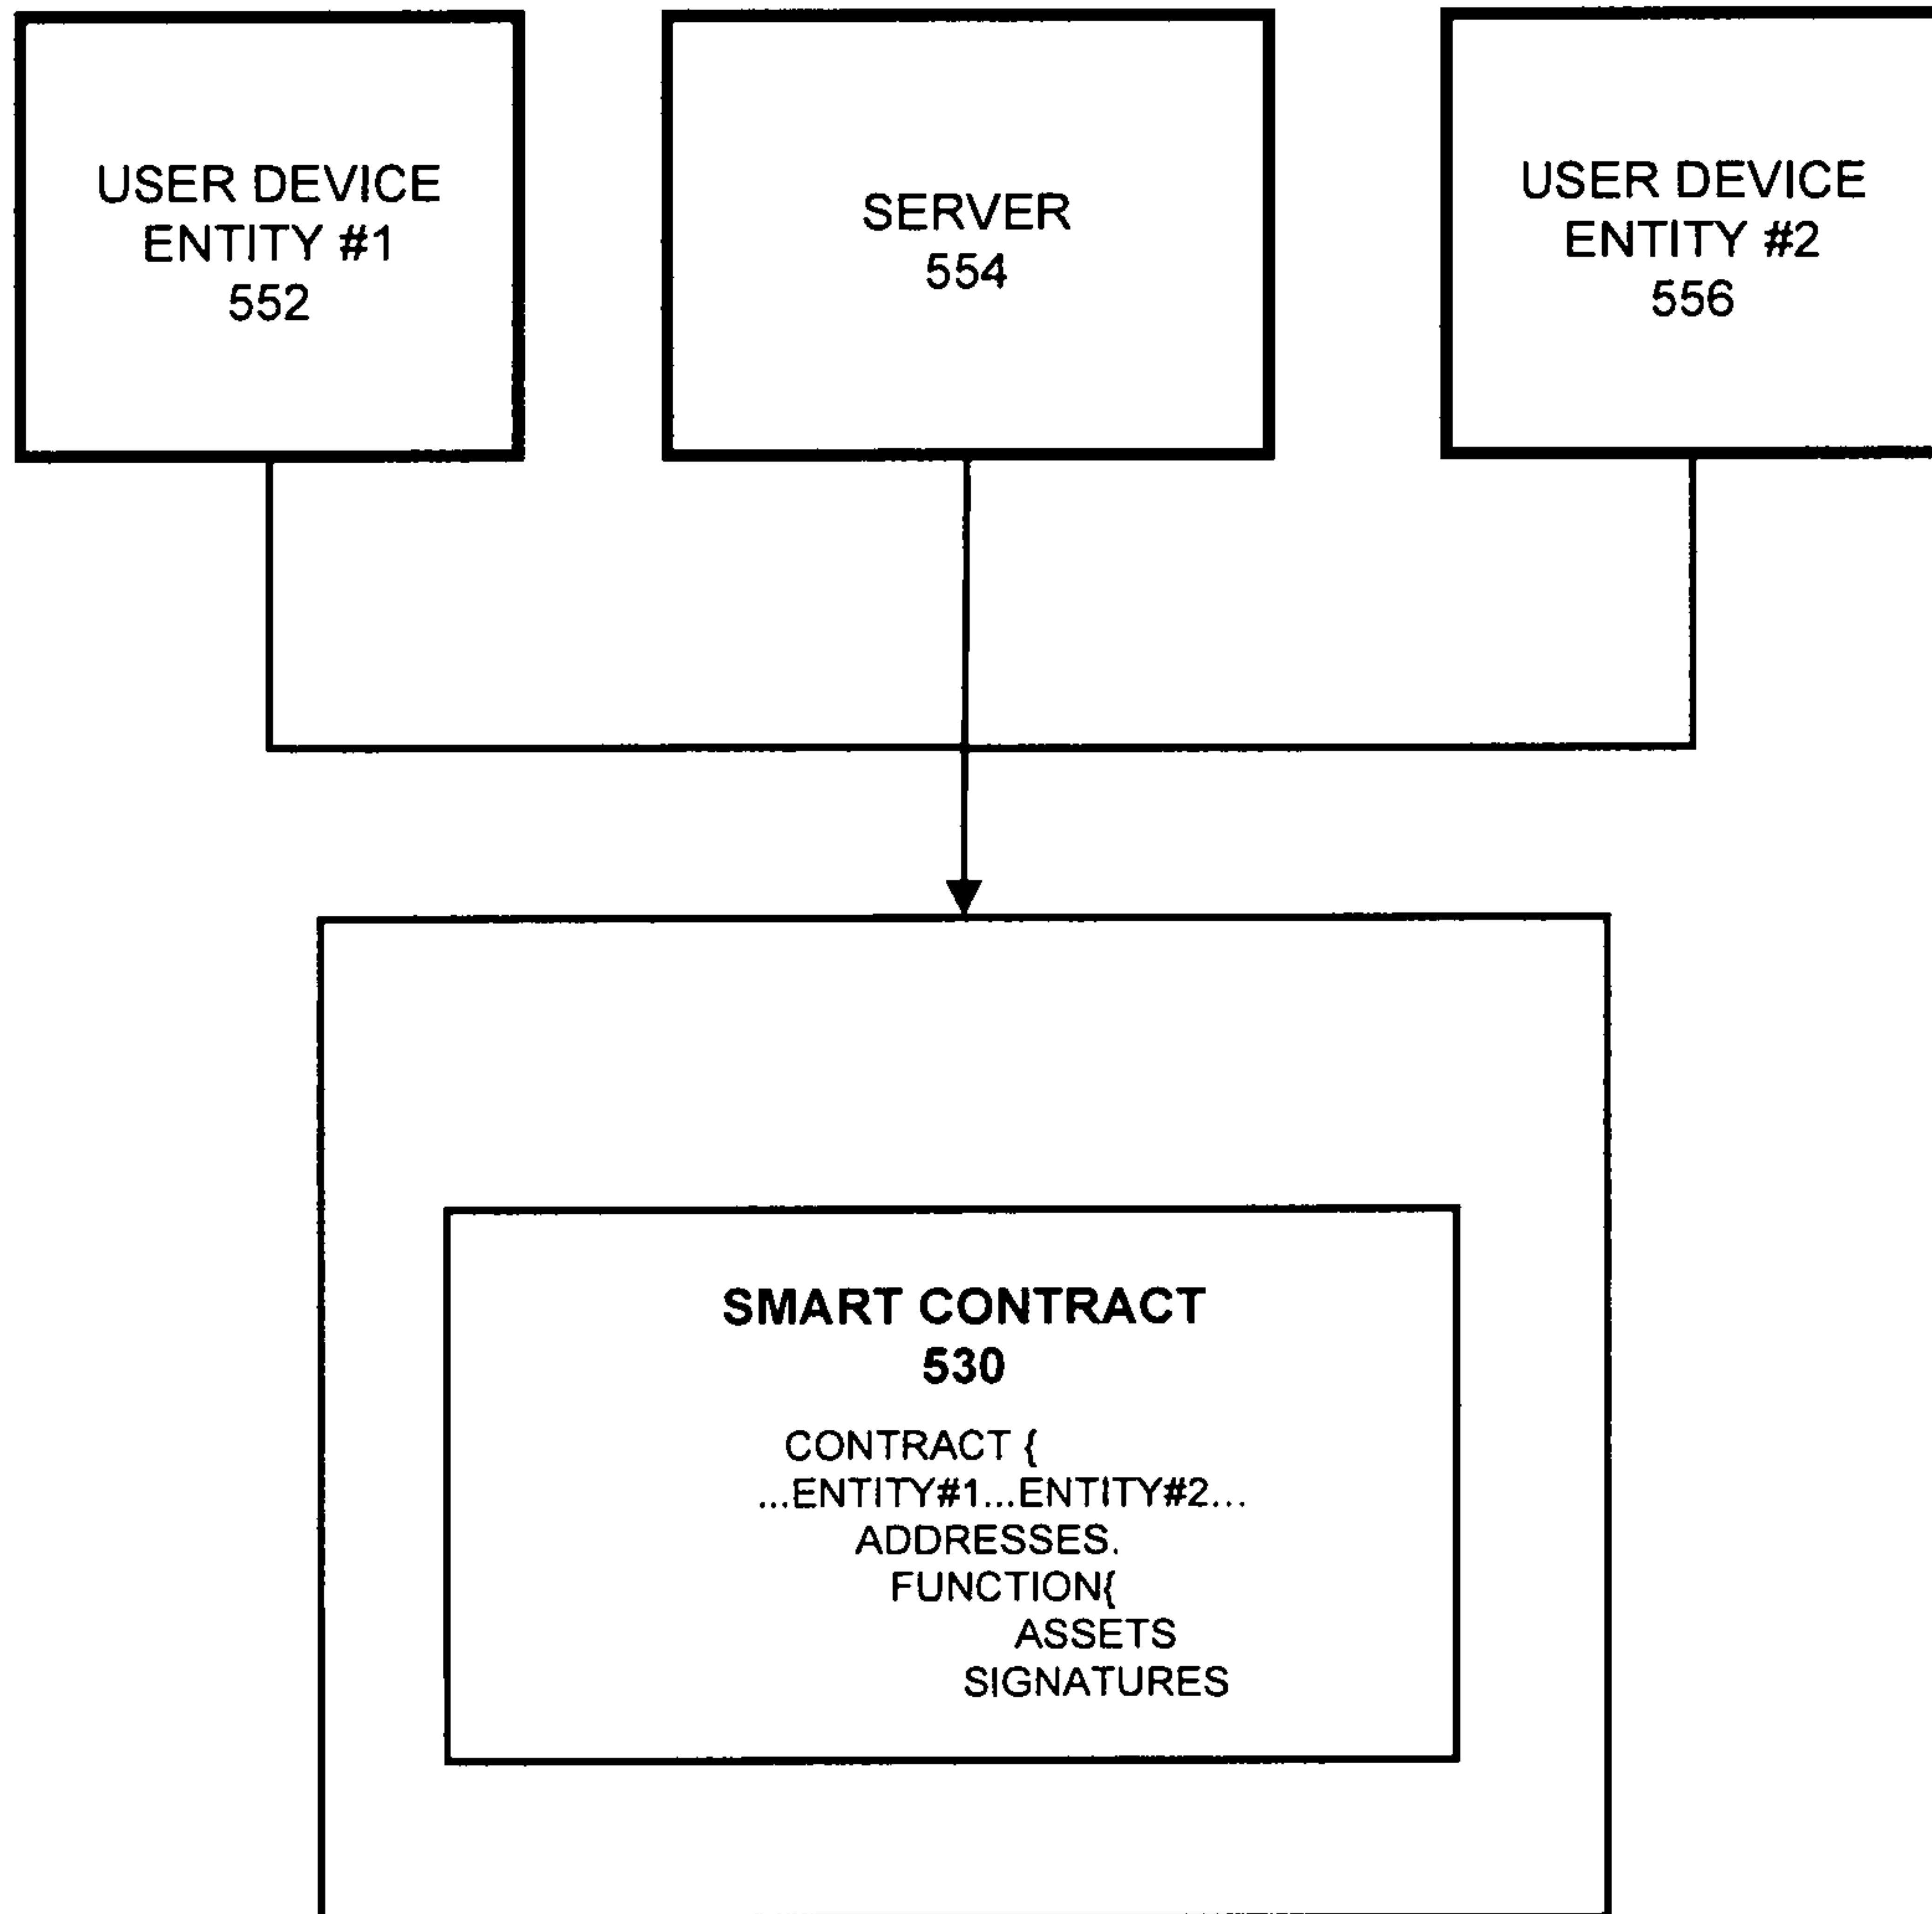 USER DEVICE
ENTITY #1
552
SERVER
554
USER DEVICE
ENTITY #2
556
SMART CONTRACT
530
CONTRACT {
...ENTITY#1...ENTITY#2...
ADDRESSES.
FUNCTION{
ASSETS
SIGNATURES